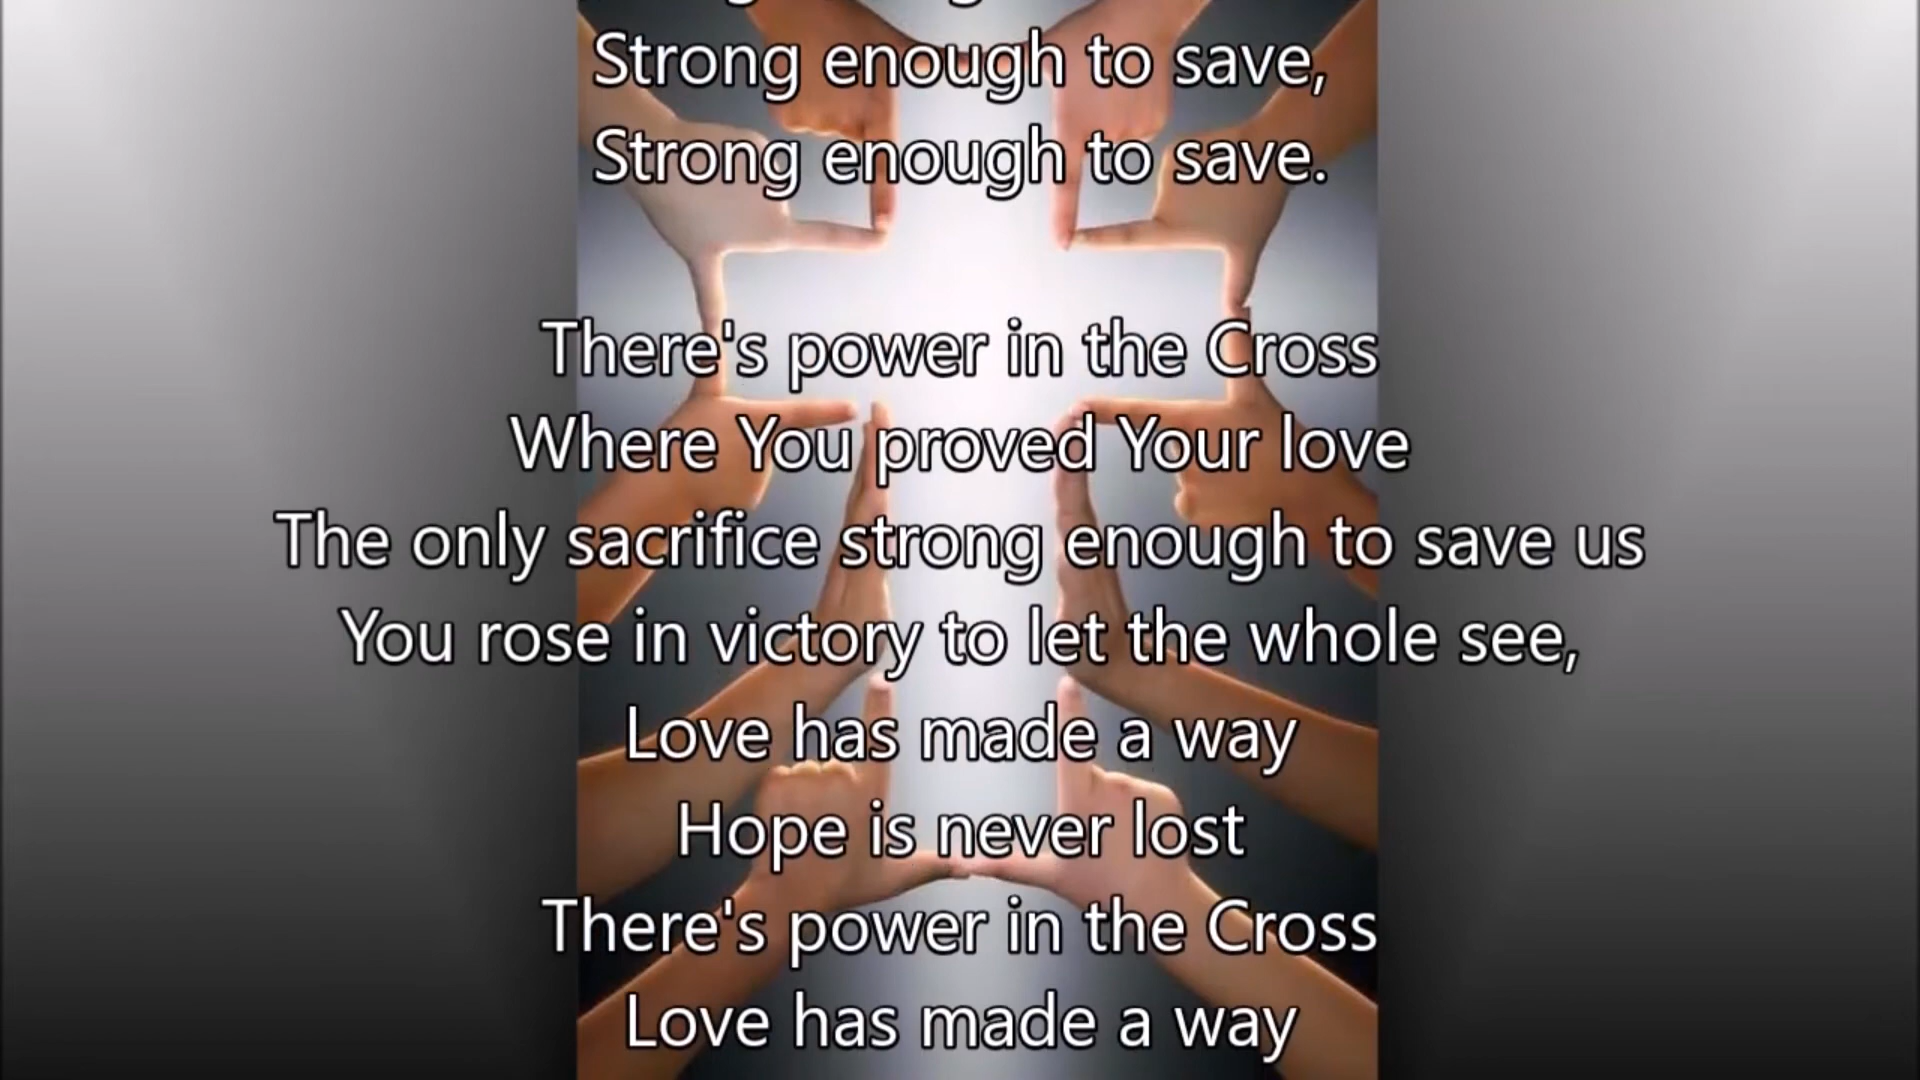 Strong enough to save,
Strong enough to save.
There's power in the Cross
Where You proved Your love
The only sacrifice strong enough to save us
You rose in victory to let the whole see,
Love has made a way
Hope is never lost
There's power in the Cross
Love has made a way